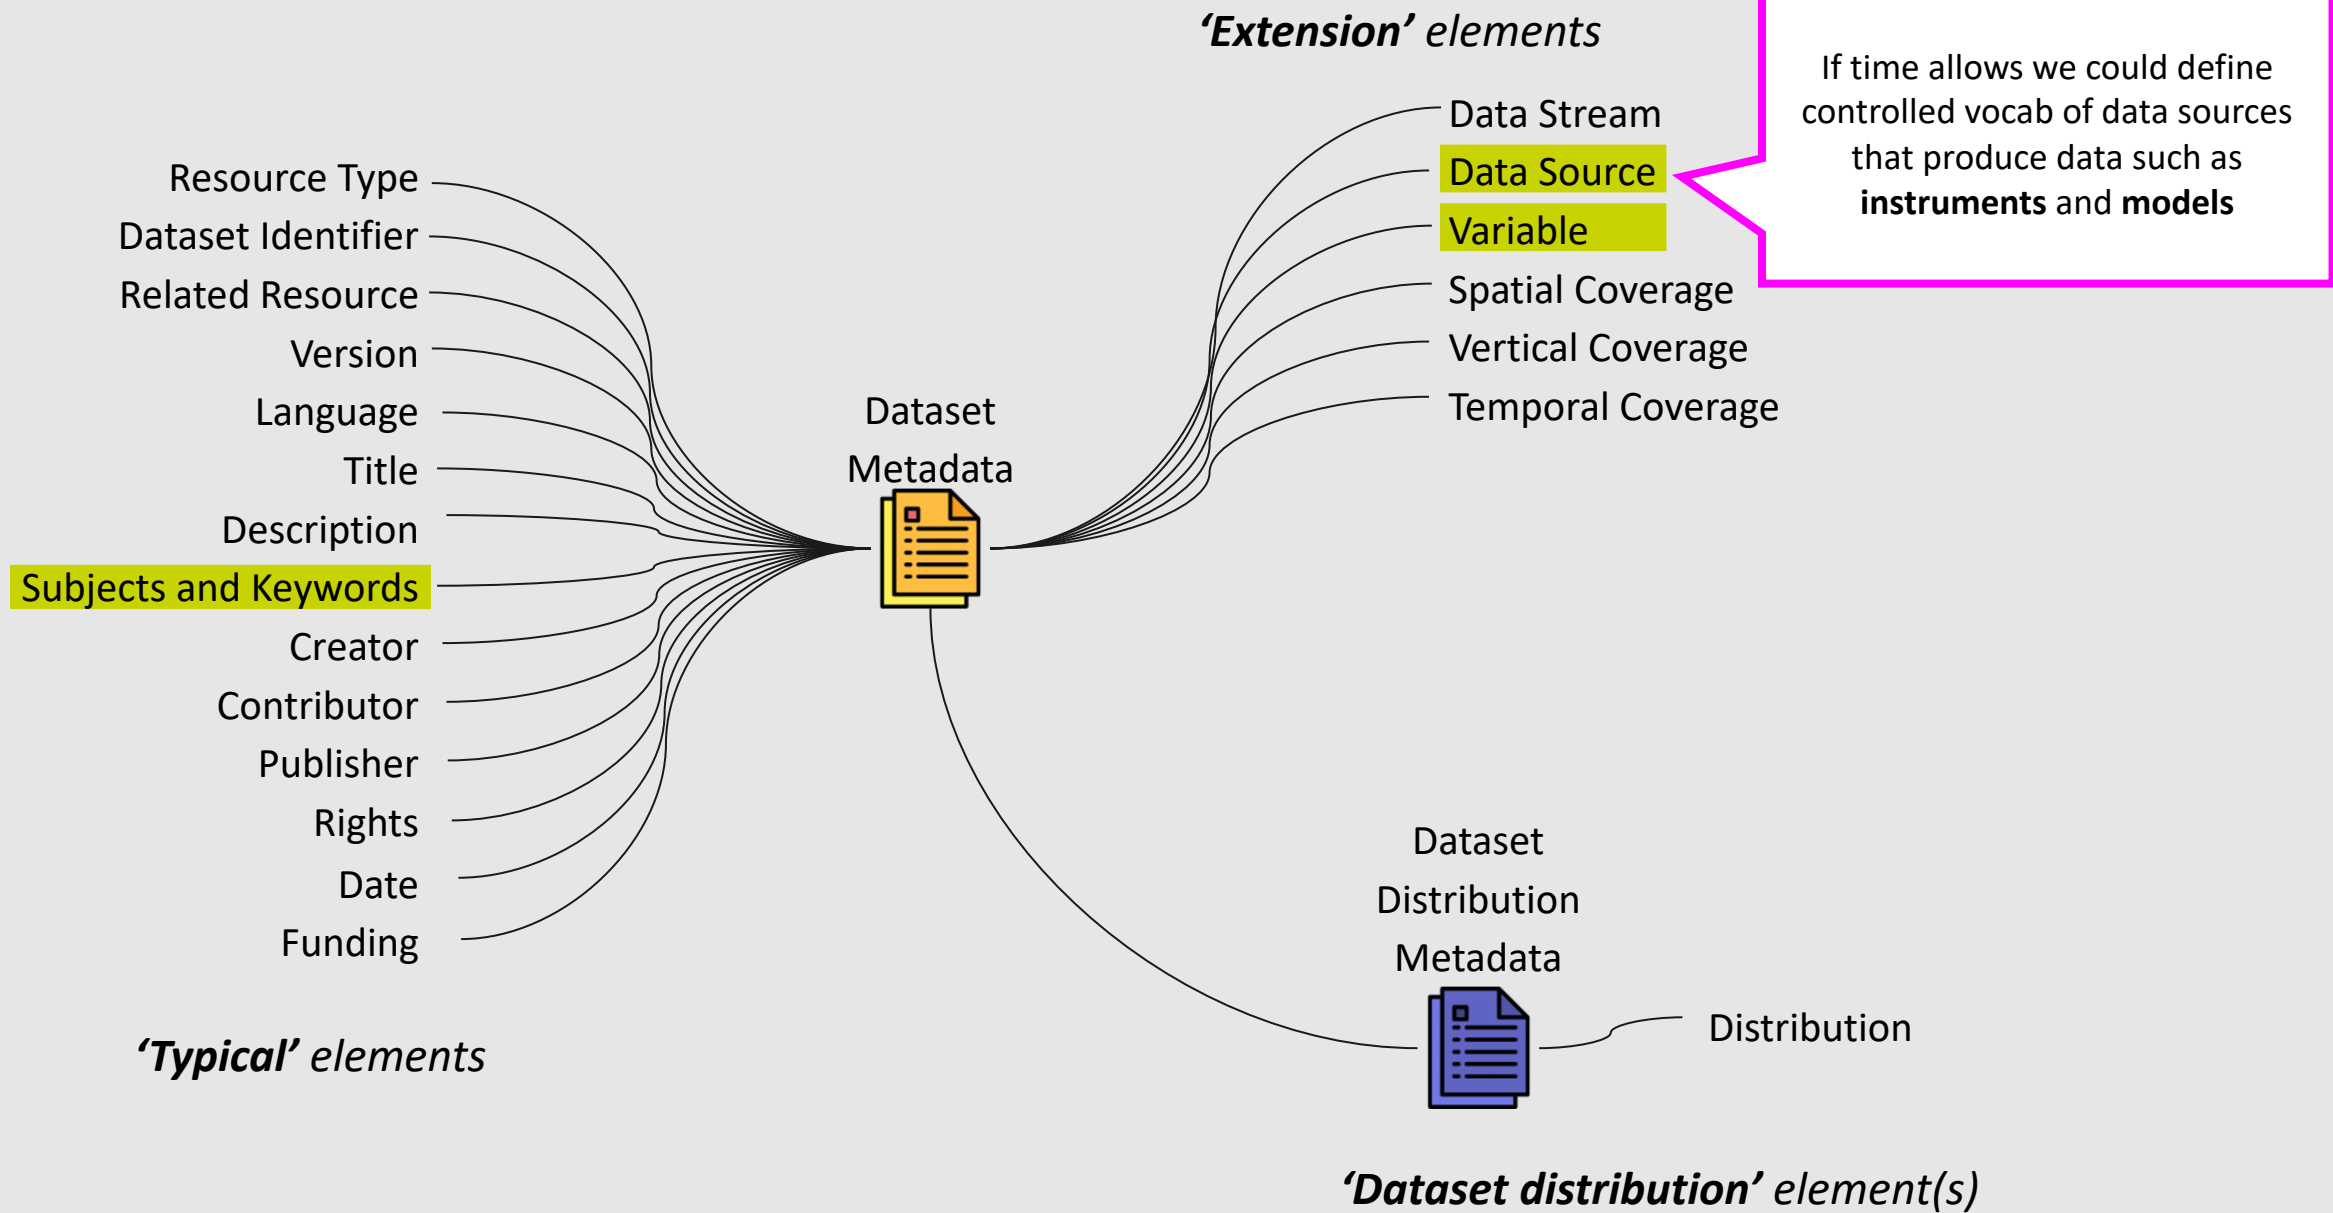 ‘Extension’ elements
If time allows we could define
controlled vocab of data sources
that produce data such as
instruments and models
Data Stream
Data Source
Variable
Spatial Coverage
Vertical Coverage
Temporal Coverage
Resource Type
Dataset Identifier
Related Resource
Version
Language
Title
Description
Subjects and Keywords
Creator
Contributor
Publisher
Rights
Date
Funding
‘Typical’ elements
Dataset
Metadata
Dataset
Distribution
Metadata
Distribution
‘Dataset distribution’ element(s)